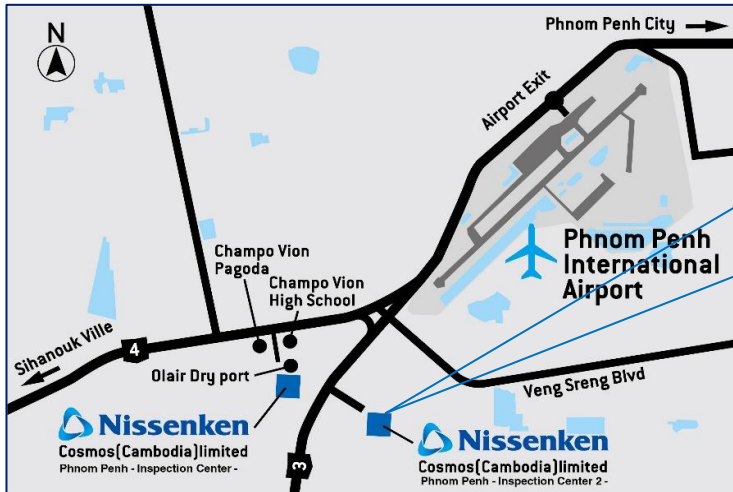 N
Phnom Penh City
Airport Exit
Phnom Penh
International
Airport
Champo Vion
Pagoda
Champo Vion
High School
Sihanouk Ville
4
Olair Dry port
Veng Sreng Blvd
Nissenken
Cosmos(Cambodia)limited
Phnom Penh - Inspection Center -
3
Nissenken
Cosmos(Cambodia)limited
Phnom Penh - Inspection Center 2 -